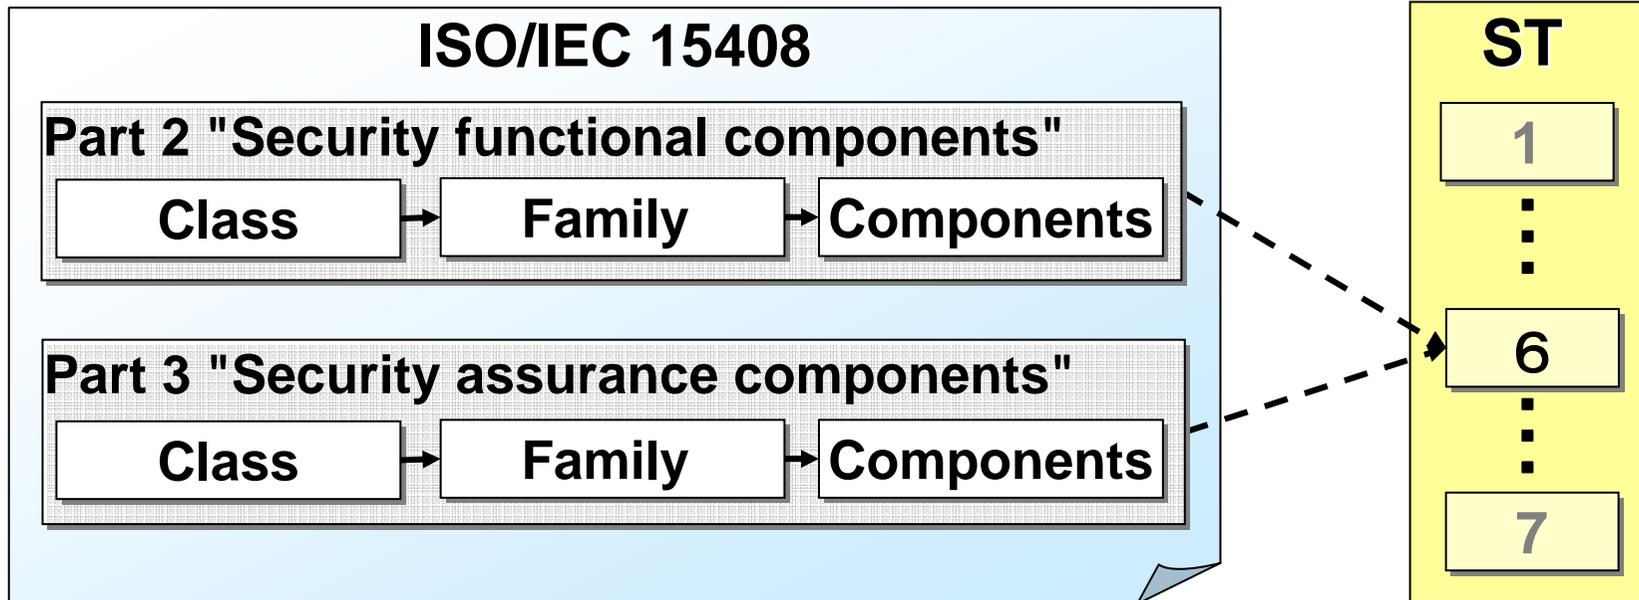 ISO/IEC 15408
Part 2 "Security functional components"
Class
Family
Components
Part 3 "Security assurance components"
Class
Family
Components
ST
1
6
7